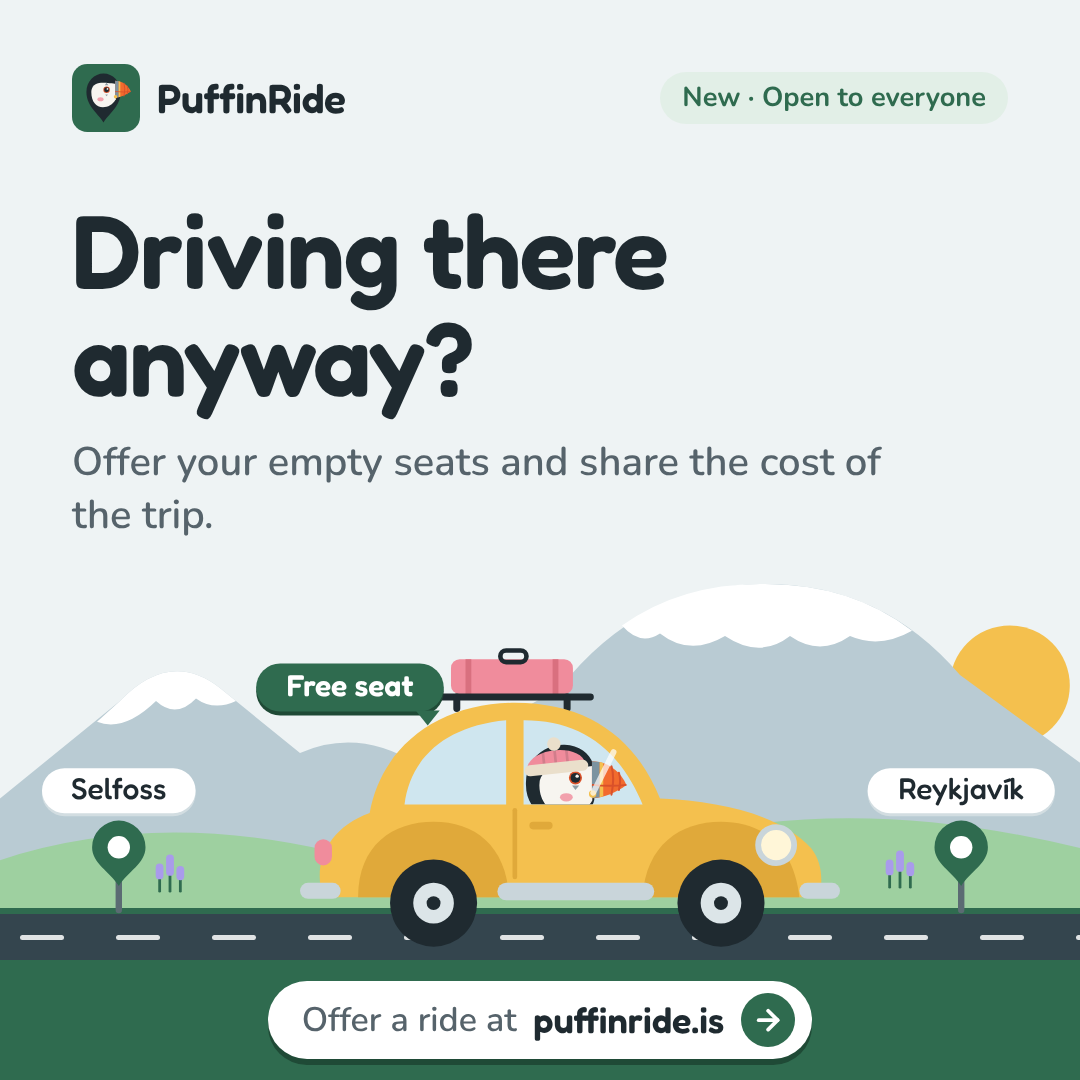 PuffinRide
New · Open to everyone
Driving there
anyway?
Offer your empty seats and share the cost of
the trip.
Free seat
Selfoss
Reykjavík
Offer a ride at puffinride.is